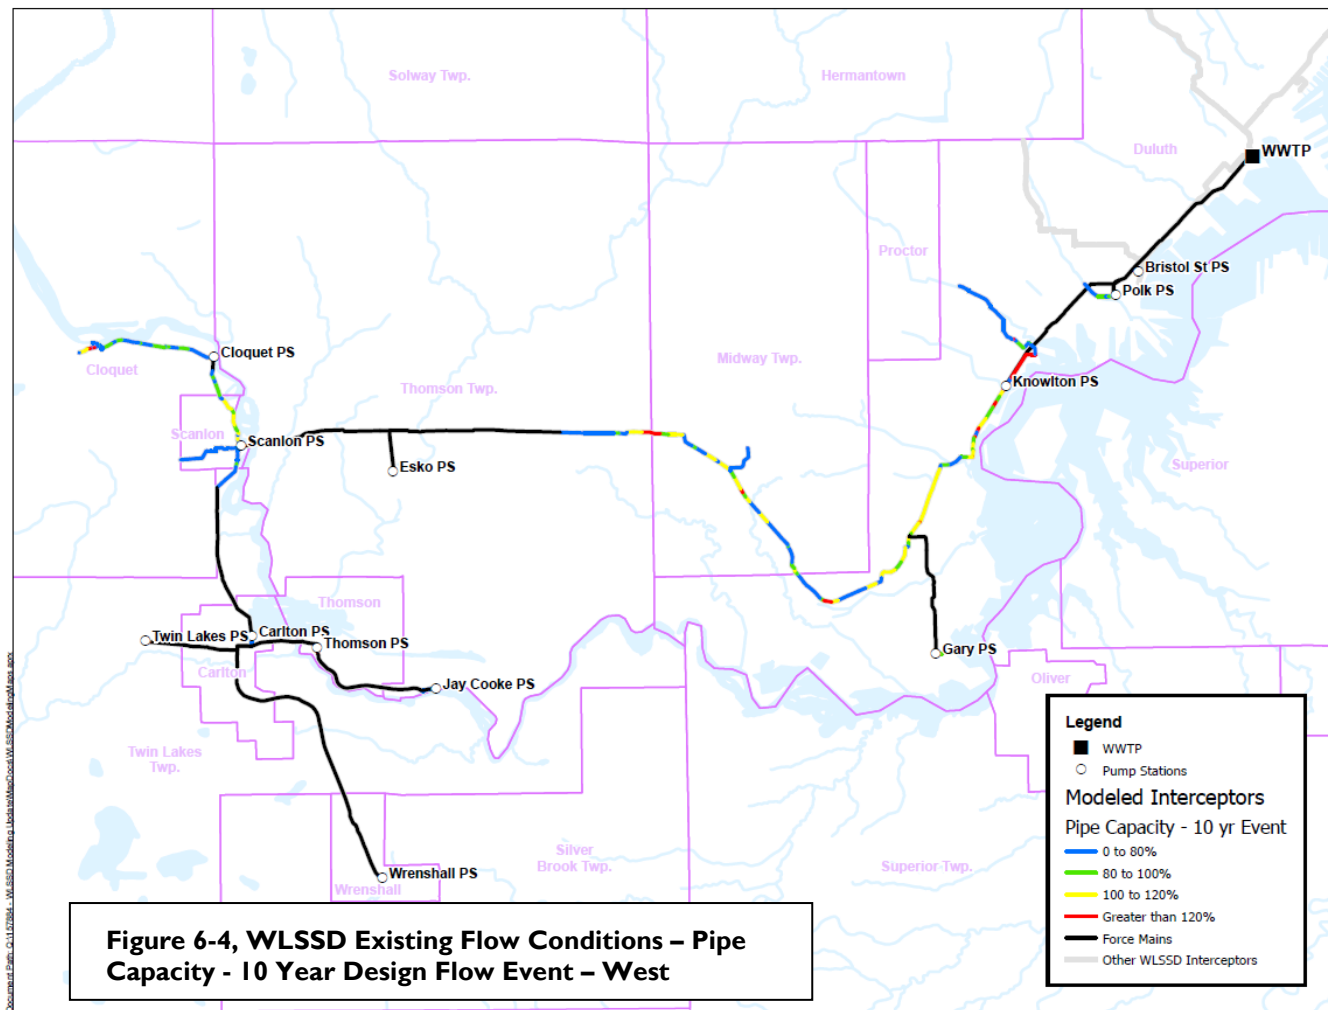 Solway Twp.
Hermantown
Duluth
WWTP
Proctor
Bristol St PS
Polk PS
Cloquet PS
Cloquet
Midway Twp.
Thomson Twp.
Knowlton PS
Scanlon
Scanlon PS
Esko PS
Superior
Thomson
Twin Lakes PS
Carlton PS
Thomson PS
Carlton
Gary PS
Jay Cooke PS
Oliver
Twin Lakes
Twp.
Silver
Brook Twp.
Superior Twp.
Wrenshall PS
Wrenshall
Legend
WWTP
Pump Stations
Modeled Interceptors
Pipe Capacity - 10 yr Event
0 to 80%
80 to 100%
100 to 120%
Greater than 120%
Force Mains
Other WLSSD Interceptors
Figure 6-4, WLSSD Existing Flow Conditions – Pipe
Capacity - 10 Year Design Flow Event – West